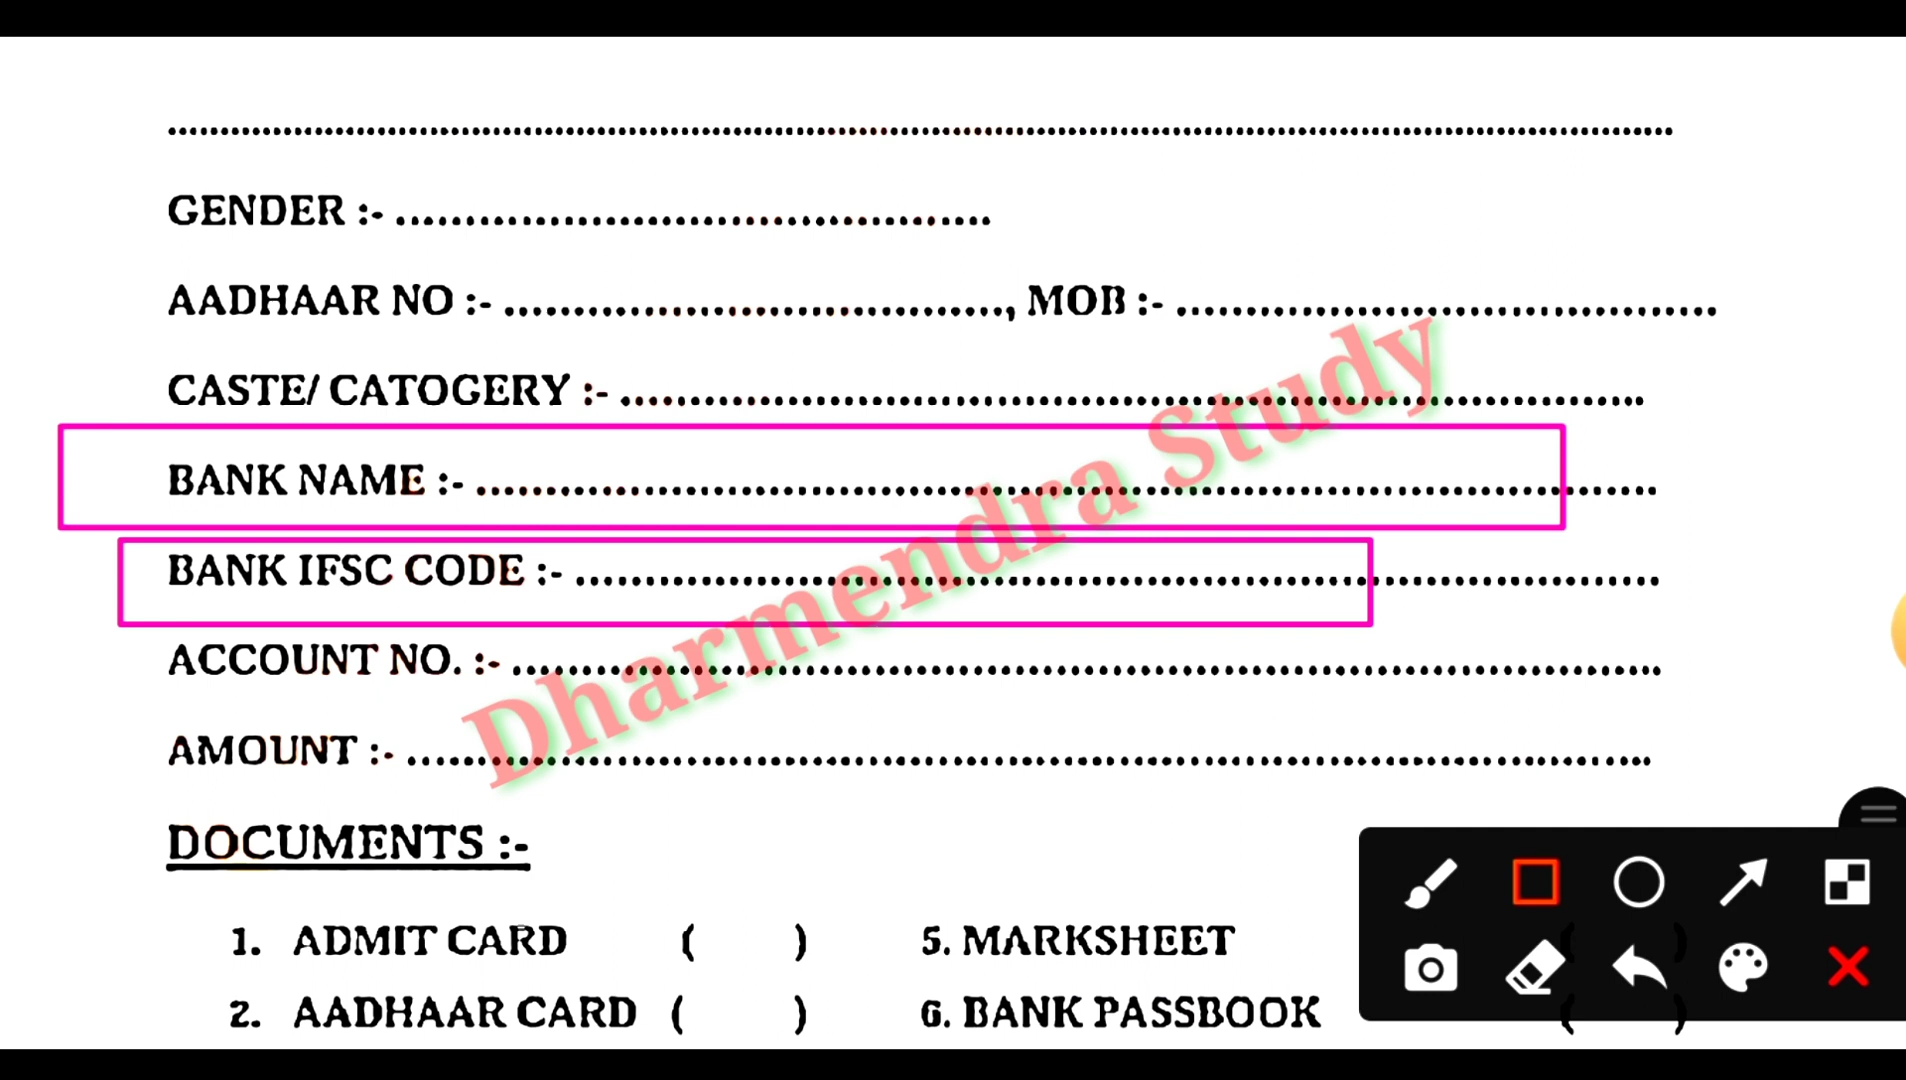 ................................................................................
GENDER :- ..........................................
AADHAAR NO :- ..................................., MOB :- ......................................
CASTE/ CATOGERY :- .........................................................................
BANK NAME :- ....................................................................................
BANK IFSC CODE :- .............................................................................
ACCOUNT NO. :- ..................................................................................
AMOUNT :- ........................................................................................
Dharmendra Study
DOCUMENTS :-
1. ADMIT CARD ( ) 5. MARKSHEET ( )
2. AADHAAR CARD ( ) 6. BANK PASSBOOK ( )